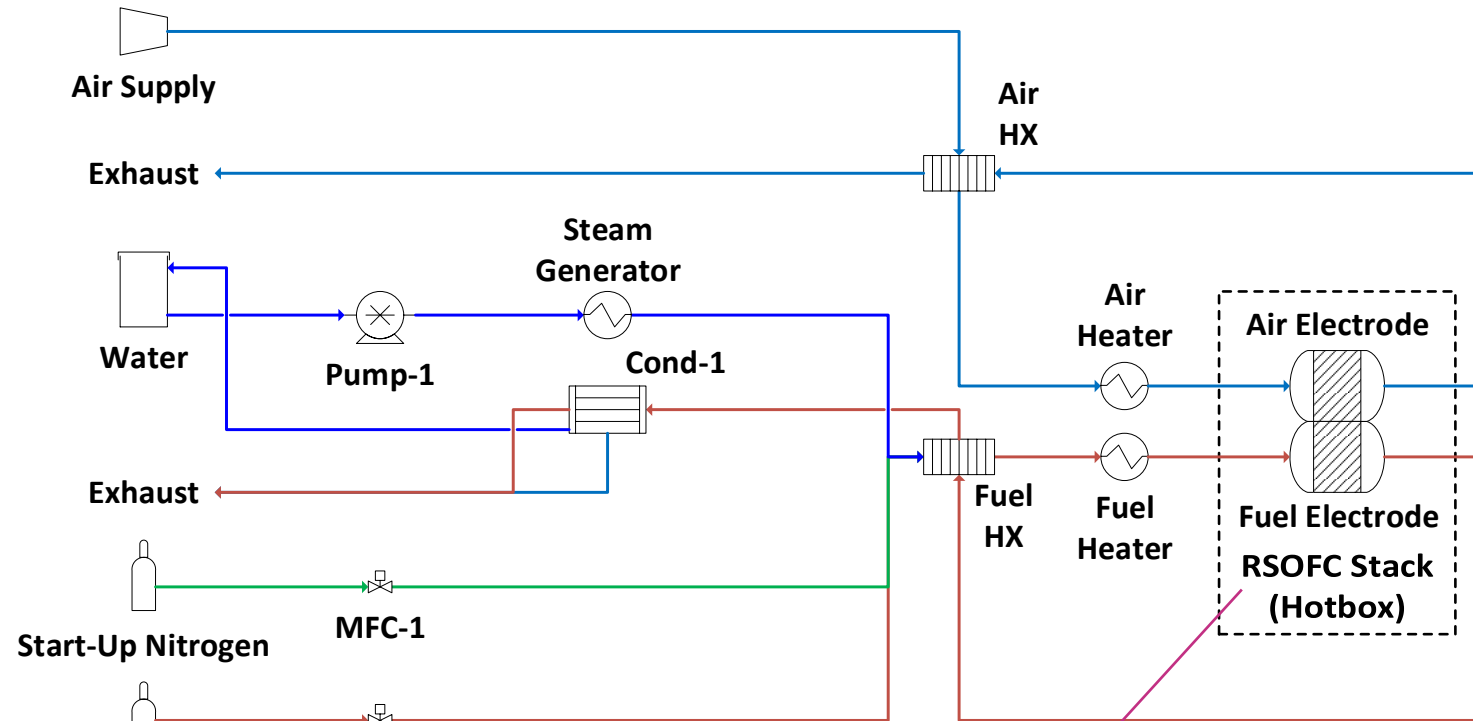 Air Supply
Air
HX
Exhaust
Steam
Generator
Water
Pump-1
Cond-1
Air
Heater
Air Electrode
Exhaust
Fuel
HX
Fuel
Heater
Fuel Electrode
RSOFC Stack
(Hotbox)
MFC-1
Start-Up Nitrogen